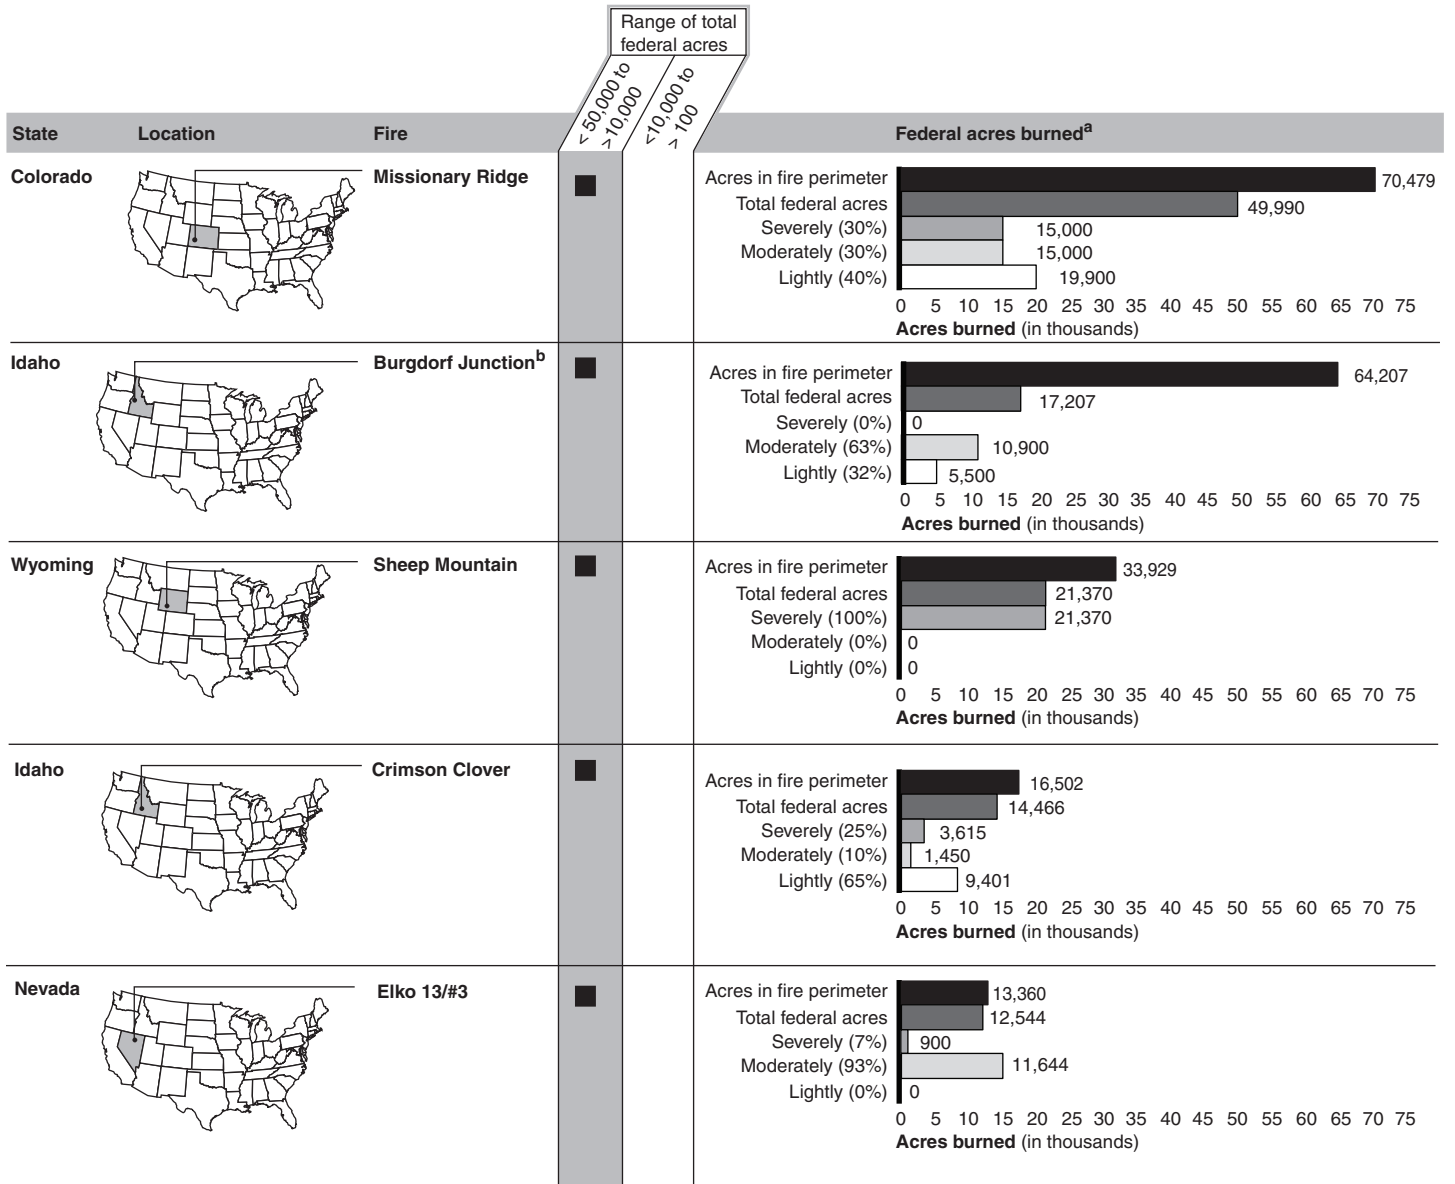 Range of total
federal acres
< 50,000 to
>10,000
<10,000 to
> 100
State Location Fire Federal acres burnedᵃ
Colorado Missionary Ridge
Acres in fire perimeter 70,479
Total federal acres 49,990
Severely (30%) 15,000
Moderately (30%) 15,000
Lightly (40%) 19,900
0 5 10 15 20 25 30 35 40 45 50 55 60 65 70 75
Acres burned (in thousands)
Idaho Burgdorf Junctionᵇ
Acres in fire perimeter 64,207
Total federal acres 17,207
Severely (0%) 0
Moderately (63%) 10,900
Lightly (32%) 5,500
0 5 10 15 20 25 30 35 40 45 50 55 60 65 70 75
Acres burned (in thousands)
Wyoming Sheep Mountain
Acres in fire perimeter 33,929
Total federal acres 21,370
Severely (100%) 21,370
Moderately (0%) 0
Lightly (0%) 0
0 5 10 15 20 25 30 35 40 45 50 55 60 65 70 75
Acres burned (in thousands)
Idaho Crimson Clover
Acres in fire perimeter 16,502
Total federal acres 14,466
Severely (25%) 3,615
Moderately (10%) 1,450
Lightly (65%) 9,401
0 5 10 15 20 25 30 35 40 45 50 55 60 65 70 75
Acres burned (in thousands)
Nevada Elko 13/#3
Acres in fire perimeter 13,360
Total federal acres 12,544
Severely (7%) 900
Moderately (93%) 11,644
Lightly (0%) 0
0 5 10 15 20 25 30 35 40 45 50 55 60 65 70 75
Acres burned (in thousands)